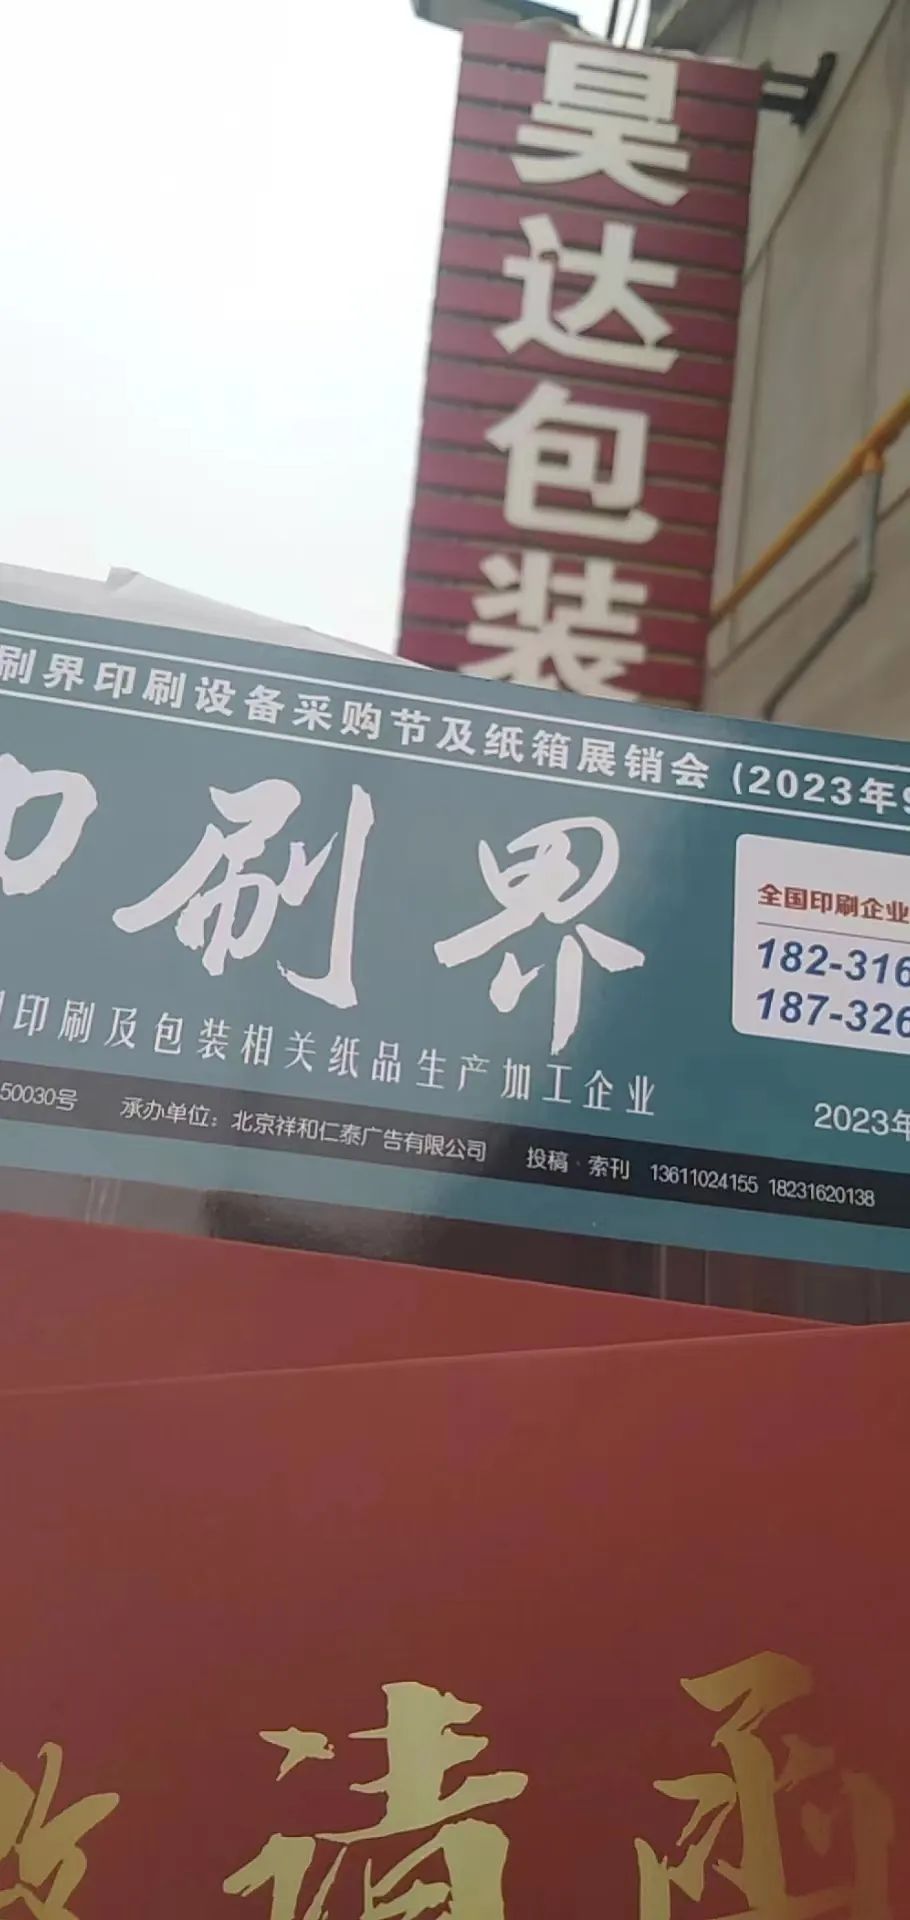 昊达包装
刷界印刷设备采购节及纸箱展销会 (2023年9
印刷界
全国印刷企业
182-316
187-326
印刷及包装相关纸品生产加工企业
2023年
50030号 承办单位：北京祥和仁泰广告有限公司 投稿·索刊 13611024155 18231620138
邀请函